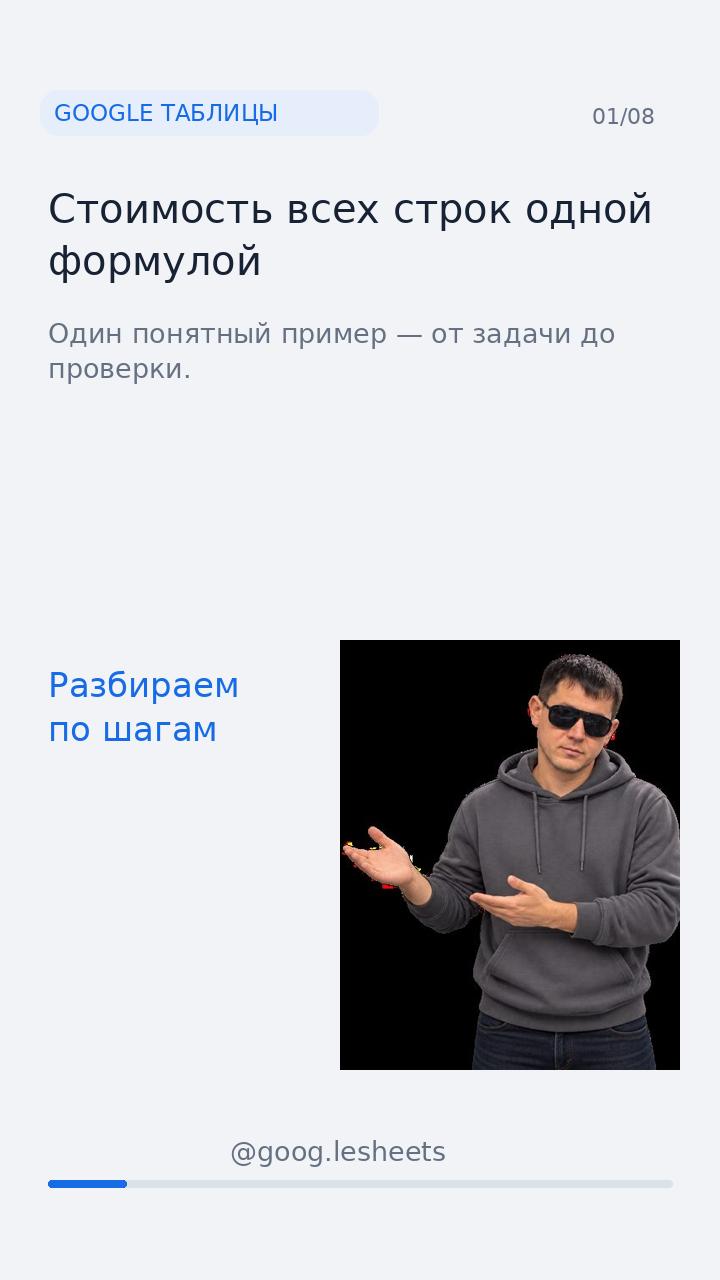 GOOGLE ТАБЛИЦЫ
01/08
Стоимость всех строк одной
формулой
Один понятный пример — от задачи до
проверки.
Разбираем
по шагам
@goog.lesheets